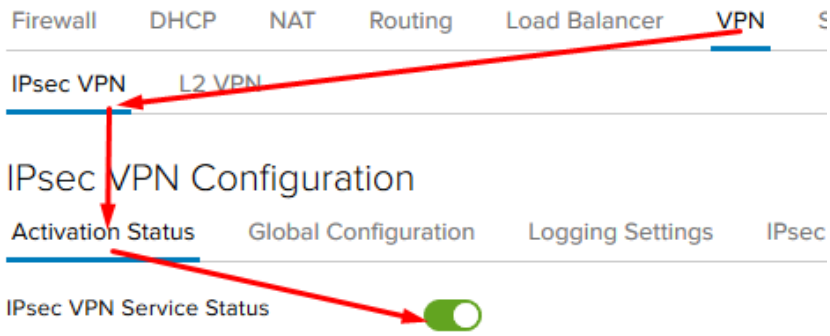 Firewall DHCP NAT Routing Load Balancer VPN S
IPsec VPN L2 VPN
IPsec VPN Configuration
Activation Status Global Configuration Logging Settings IPsec
IPsec VPN Service Status